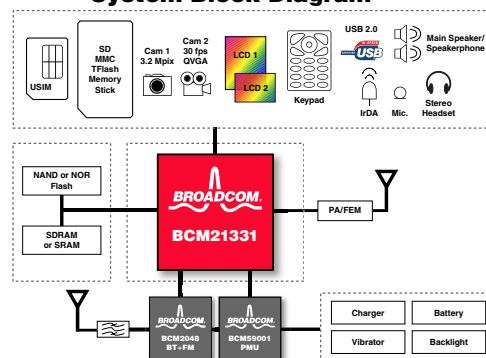 System Block Diagram
USIM
SD
MMC
TFlash
Memory
Stick
Cam 1
3.2 Mpix
Cam 2
30 fps
QVGA
LCD 1
LCD 2
Keypad
USB 2.0
USB
IrDA
Mic.
Main Speaker/
Speakerphone
Stereo
Headset
NAND or NOR
Flash
SDRAM
or SRAM
BROADCOM.
BCM21331
PA/FEM
BROADCOM.
BCM2048
BT+FM
BROADCOM.
BCM59001
PMU
Charger
Battery
Vibrator
Backlight